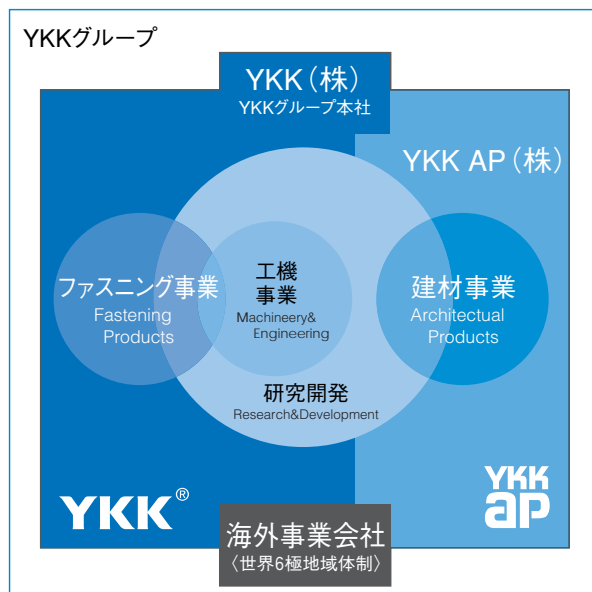 YKKグループ
YKK（株）
YKKグループ本社
YKK AP（株）
ファスニング事業
Fastening
Products
工機
事業
Machineery&
Engineering
建材事業
Architectual
Products
研究開発
Research&Development
YKK®
YKK
ap
海外事業会社
〈世界6極地域体制〉